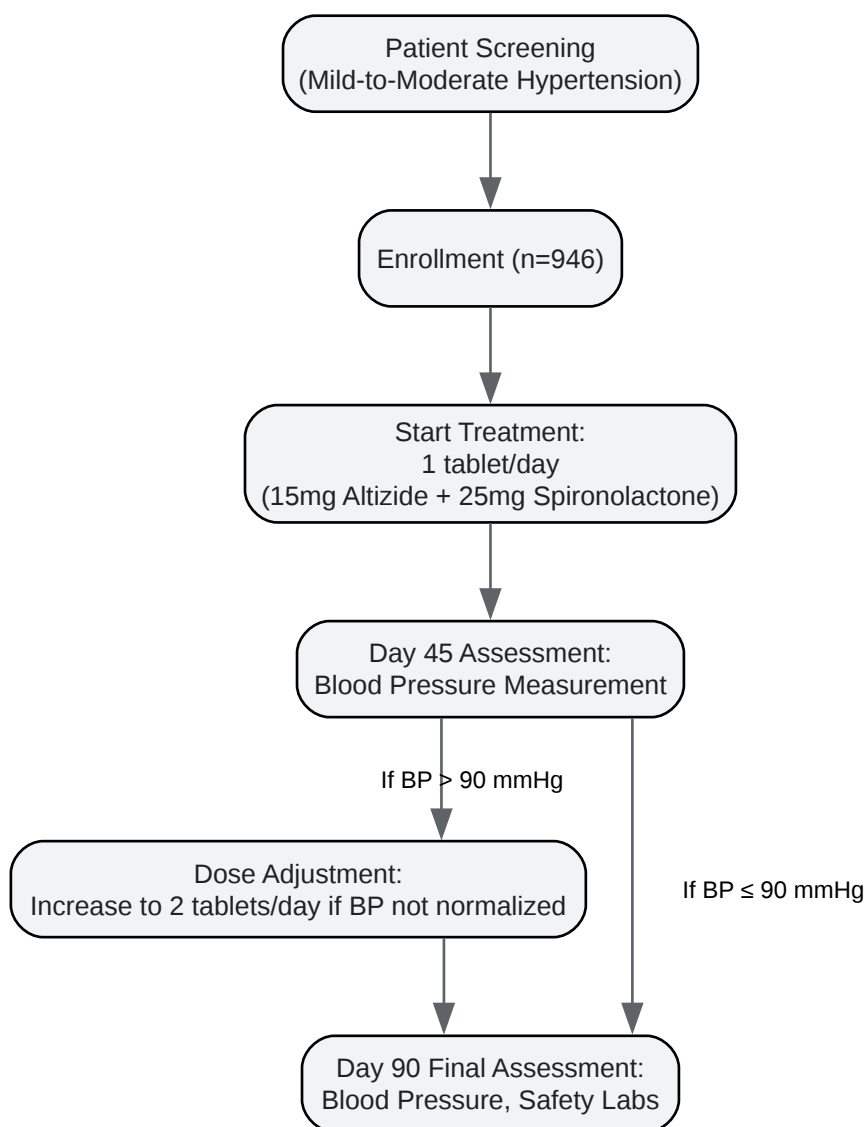 Patient Screening
(Mild-to-Moderate Hypertension)
Enrollment (n=946)
Start Treatment:
1 tablet/day
(15mg Altizide + 25mg Spironolactone)
Day 45 Assessment:
Blood Pressure Measurement
If BP > 90 mmHg
Dose Adjustment:
Increase to 2 tablets/day if BP not normalized
If BP ≤ 90 mmHg
Day 90 Final Assessment:
Blood Pressure, Safety Labs